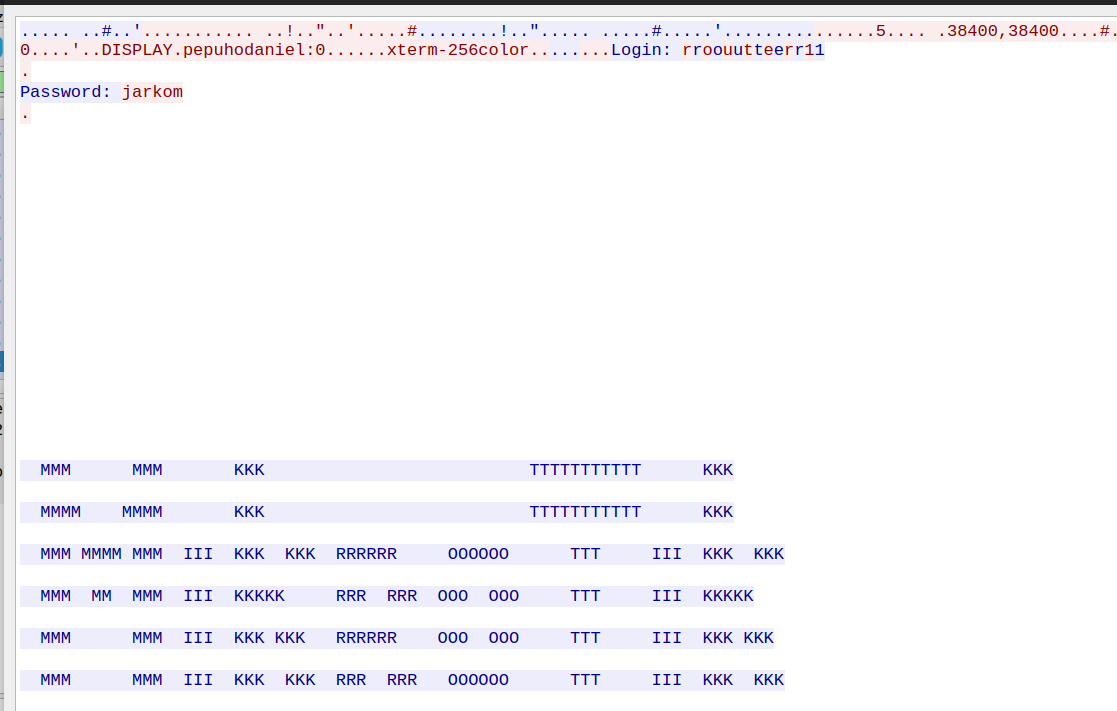 ..... ..#..'........... ..!.."..'.....#........!.."..... .....#.....'...............5.... .38400,38400....#.
0....'..DISPLAY.pepuhodaniel:0......xterm-256color........Login: rroouutteerr11
.
Password: jarkom
.
MMM      MMM       KKK                          TTTTTTTTTTT      KKK
MMMM    MMMM       KKK                          TTTTTTTTTTT      KKK
MMM MMMM MMM  III  KKK  KKK  RRRRRR     OOOOOO      TTT     III  KKK  KKK
MMM  MM  MMM  III  KKKKK     RRR  RRR  OOO  OOO     TTT     III  KKKKK
MMM      MMM  III  KKK KKK   RRRRRR    OOO  OOO     TTT     III  KKK KKK
MMM      MMM  III  KKK  KKK  RRR  RRR   OOOOOO      TTT     III  KKK  KKK